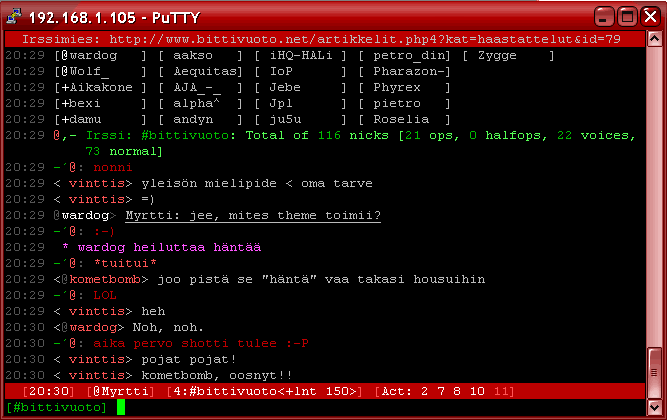 192.168.1.105 - PuTTY
Irssimies: http://www.bittivuoto.net/artikkelit.php4?kat=haastattelut&id=79
20:29 [@wardog   ] [ aakso   ] [ iHQ-HALi ] [ petro_din] [ Zygge    ]
20:29 [@Wolf_    ] [ Aequitas] [ IoP      ] [ Pharazon-]
20:29 [+Aikakone ] [ AJA_-_  ] [ Jebe     ] [ Phyrex   ]
20:29 [+bexi     ] [ alpha^  ] [ Jpl      ] [ pietro   ]
20:29 [+damu     ] [ andyn   ] [ ju5u     ] [ Roselia  ]
20:29 @,- Irssi: #bittivuoto: Total of 116 nicks [21 ops, 0 halfops, 22 voices,
73 normal]
20:29 -´@: nonni
20:29 < vinttis> yleisön mielipide < oma tarve
20:29 < vinttis> =)
20:29 @wardog> Myrtti: jee, mites theme toimii?
20:29 -´@: :-)
20:29  * wardog heiluttaa häntää
20:29 -´@: *tuitui*
20:29 <@kometbomb> joo pistä se "häntä" vaa takasi housuihin
20:29 -´@: LOL
20:29 < vinttis> heh
20:30 <@wardog> Noh, noh.
20:30 -´@: aika pervo shotti tulee :-P
20:30 < vinttis> pojat pojat!
20:30 < vinttis> kometbomb, oosnyt!!
[20:30] [@Myrtti] [4:#bittivuoto<+lnt 150>] [Act: 2 7 8 10 11]
[#bittivuoto]